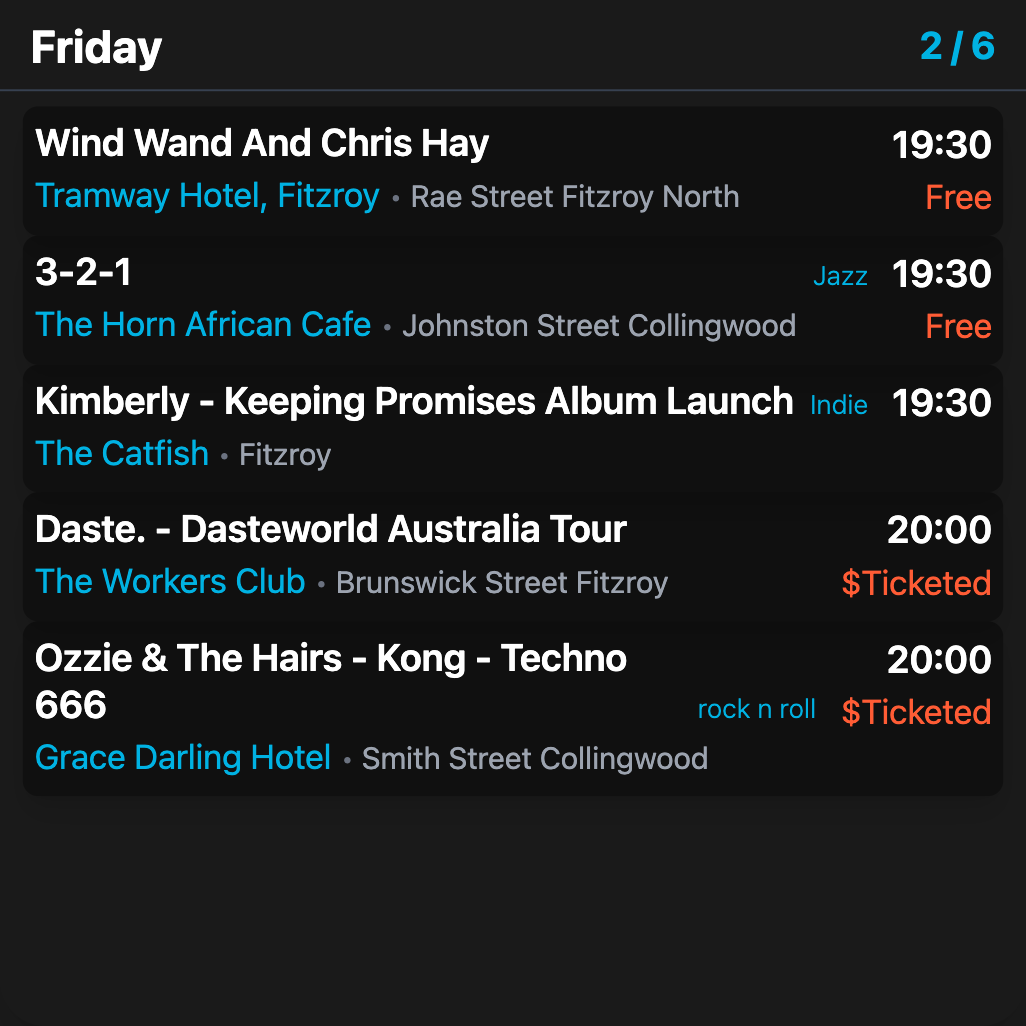 Friday 2 / 6
Wind Wand And Chris Hay 19:30
Tramway Hotel, Fitzroy • Rae Street Fitzroy North Free
3-2-1 Jazz 19:30
The Horn African Cafe • Johnston Street Collingwood Free
Kimberly - Keeping Promises Album Launch Indie 19:30
The Catfish • Fitzroy
Daste. - Dasteworld Australia Tour 20:00
The Workers Club • Brunswick Street Fitzroy $Ticketed
Ozzie & The Hairs - Kong - Techno 20:00
666 rock n roll $Ticketed
Grace Darling Hotel • Smith Street Collingwood